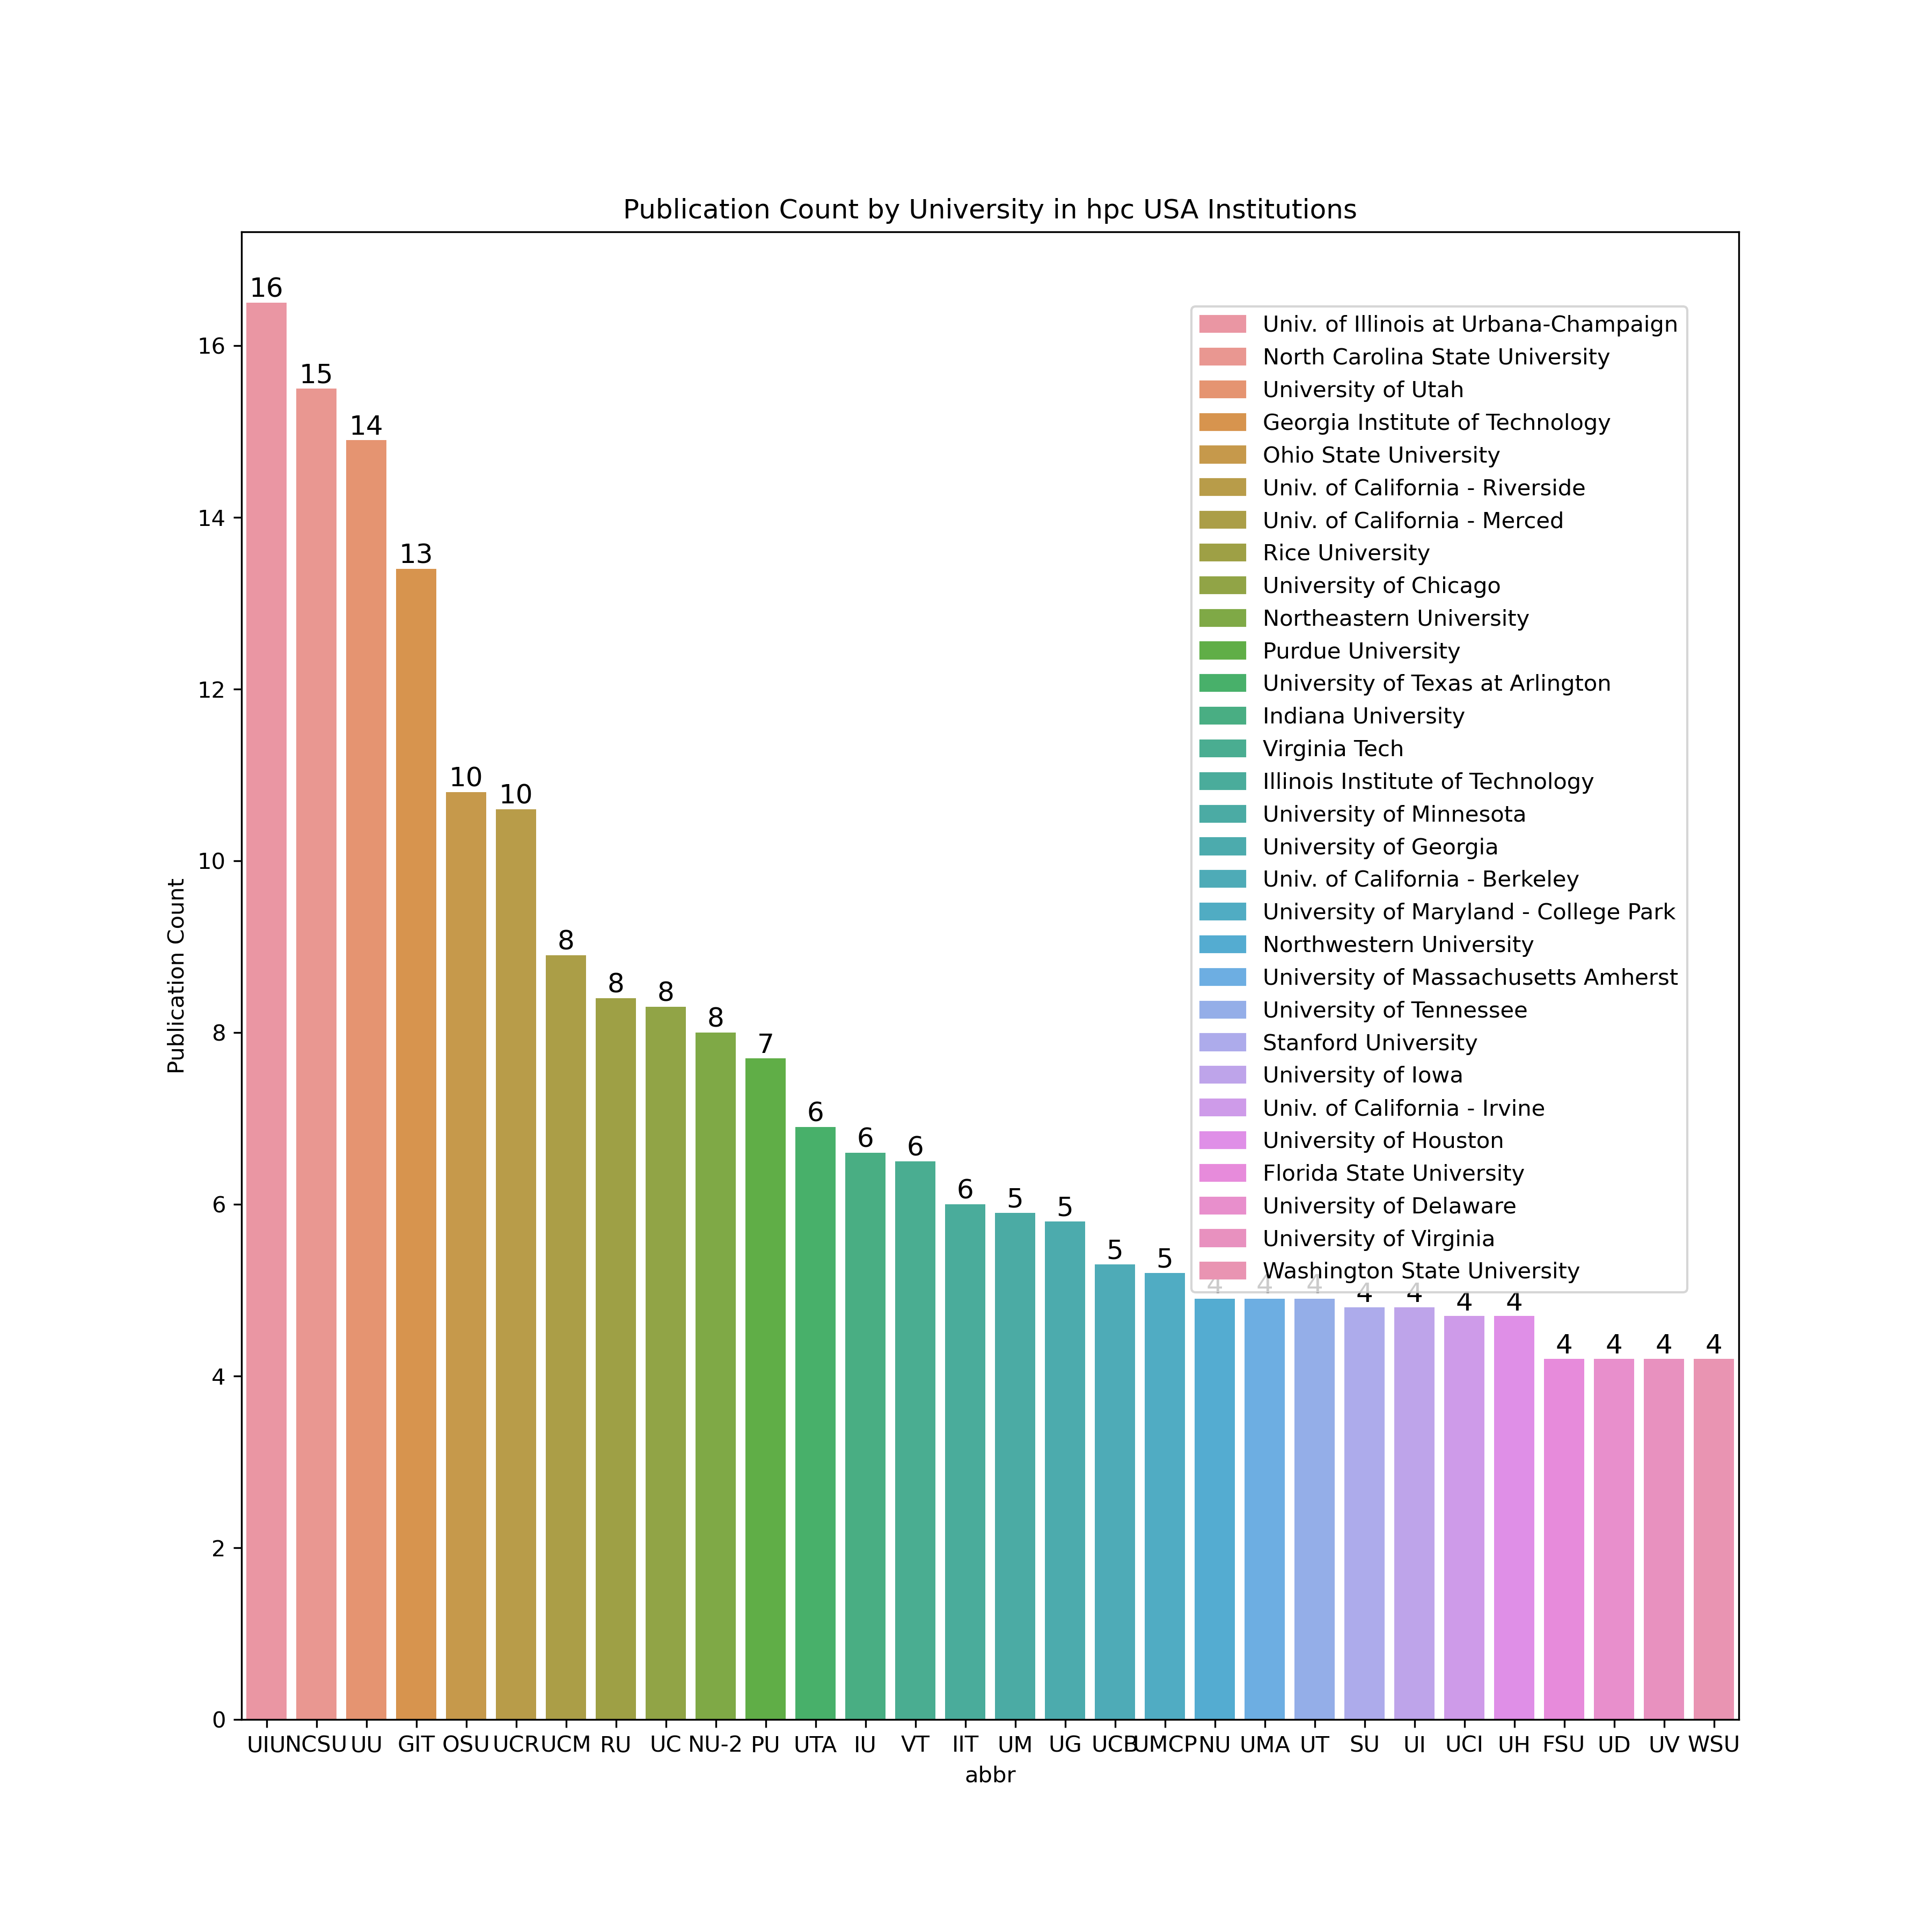 Publication Count by University in hpc USA Institutions
16
15
14
13
10
10
8
8
8
8
7
6
6
6
6
5
5
5
5
4
4
4
4
4
4
4
4
4
4
4
Univ. of Illinois at Urbana-Champaign
North Carolina State University
University of Utah
Georgia Institute of Technology
Ohio State University
Univ. of California - Riverside
Univ. of California - Merced
Rice University
University of Chicago
Northeastern University
Purdue University
University of Texas at Arlington
Indiana University
Virginia Tech
Illinois Institute of Technology
University of Minnesota
University of Georgia
Univ. of California - Berkeley
University of Maryland - College Park
Northwestern University
University of Massachusetts Amherst
University of Tennessee
Stanford University
University of Iowa
Univ. of California - Irvine
University of Houston
Florida State University
University of Delaware
University of Virginia
Washington State University
Publication Count
16
14
12
10
8
6
4
2
0
UIU NCSU UU GIT OSU UCR UCM RU UC NU-2 PU UTA IU VT IIT UM UG UCB UMCP NU UMA UT SU UI UCI UH FSU UD UV WSU
abbr